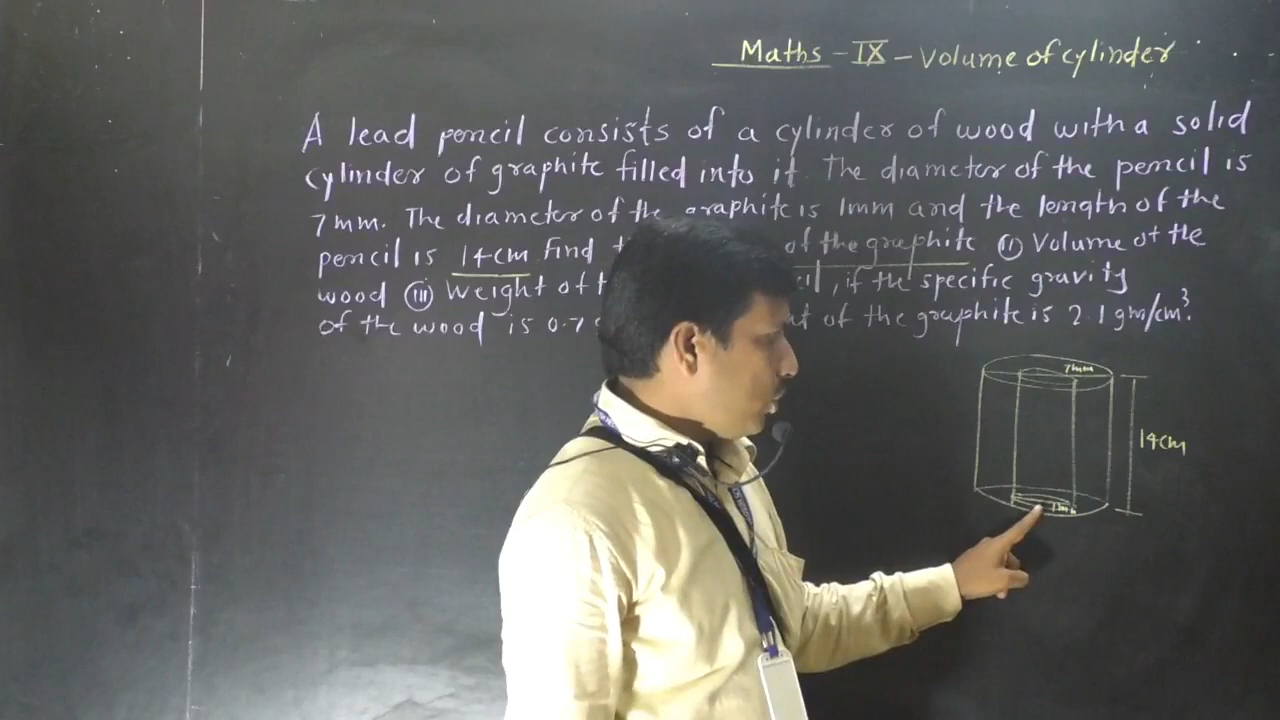 Maths - IX - Volume of cylinder
A lead pencil consists of a cylinder of wood with a solid
cylinder of graphite filled into it. The diameter of the pencil is
7mm. The diameter of the graphite is 1mm and the length of the
pencil is 14cm find of the graphite (ii) Volume of the
wood (iii) Weight of if the specific gravity
of the wood is 0.7 of the graphite is 2.1 gm/cm³.
7mm
14cm
1mm